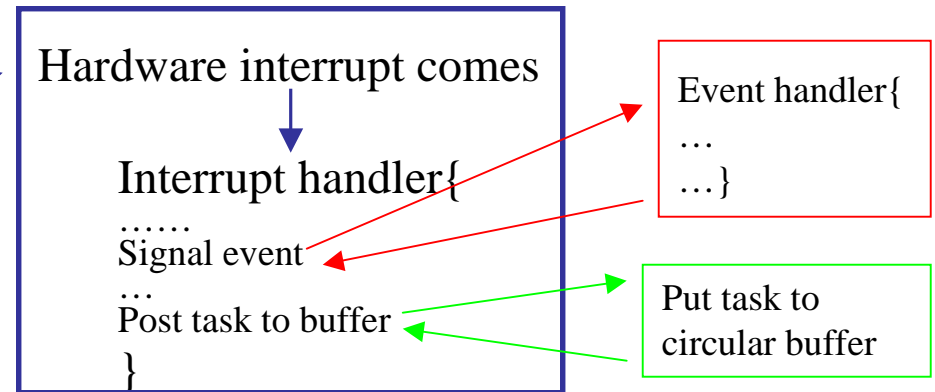 Hardware interrupt comes
Interrupt handler{
……
Signal event
…
Post task to buffer
}
Event handler{
…
…}
Put task to
circular buffer